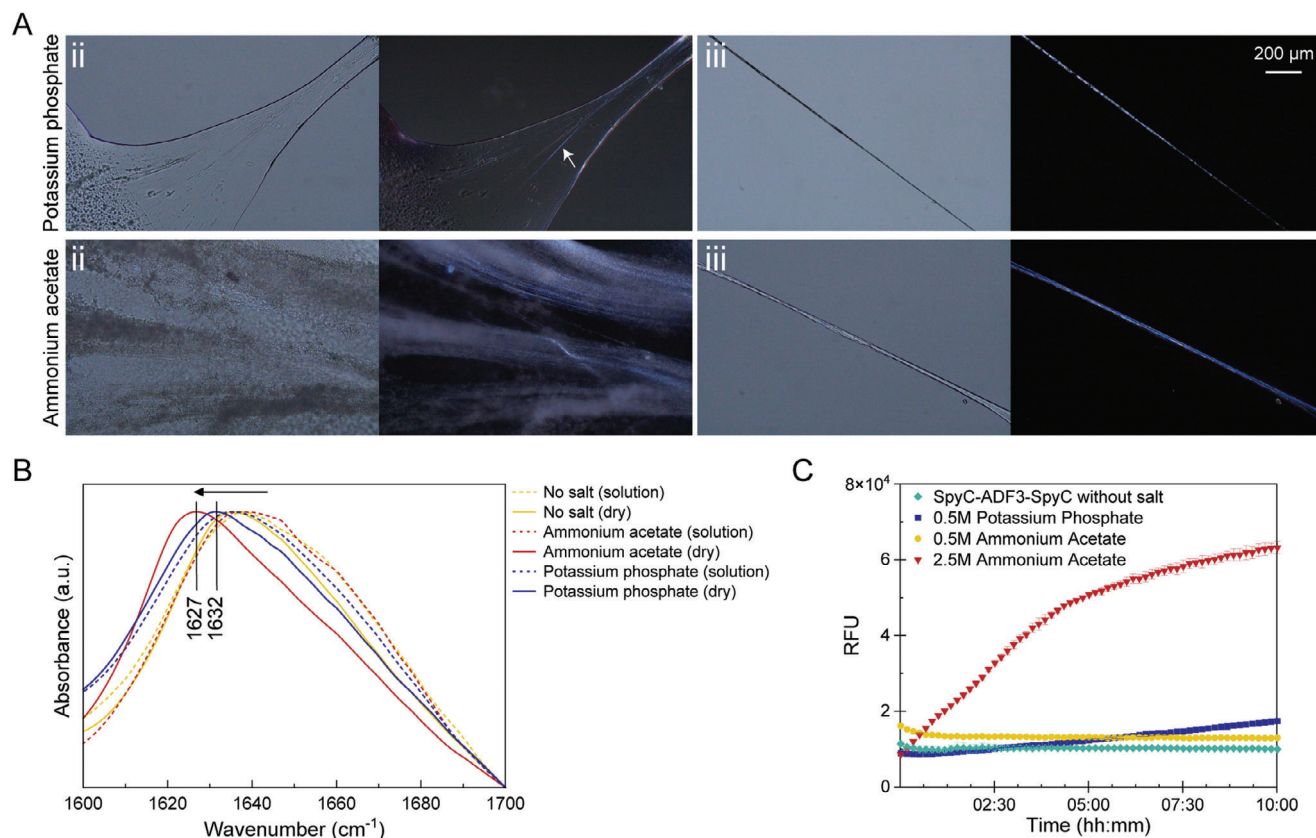 A
Potassium phosphate
ii
iii
200 µm
Ammonium acetate
ii
iii
B
Absorbance (a.u.)
1627
1632
1600
1620
1640
1660
1680
1700
Wavenumber (cm⁻¹)
No salt (solution)
No salt (dry)
Ammonium acetate (solution)
Ammonium acetate (dry)
Potassium phosphate (solution)
Potassium phosphate (dry)
C
RFU
8×10⁴
6
4
2
0
SpyC-ADF3-SpyC without salt
0.5M Potassium Phosphate
0.5M Ammonium Acetate
2.5M Ammonium Acetate
02:30
05:00
07:30
10:00
Time (hh:mm)